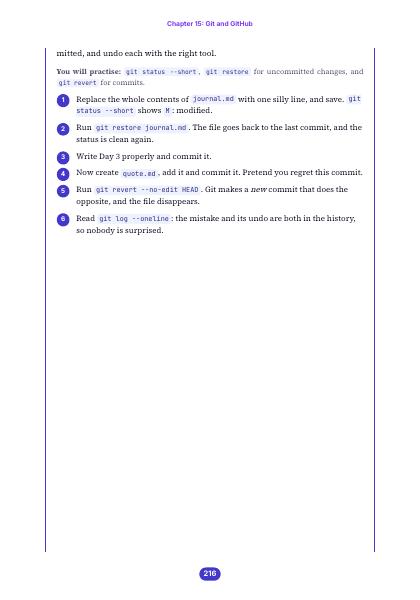 Chapter 15: Git and GitHub
mitted, and undo each with the right tool.
You will practise: git status --short, git restore for uncommitted changes, and
git revert for commits.
1 Replace the whole contents of journal.md with one silly line, and save. git
status --short shows M: modified.
2 Run git restore journal.md. The file goes back to the last commit, and the
status is clean again.
3 Write Day 3 properly and commit it.
4 Now create quote.md, add it and commit it. Pretend you regret this commit.
5 Run git revert --no-edit HEAD. Git makes a new commit that does the
opposite, and the file disappears.
6 Read git log --oneline: the mistake and its undo are both in the history,
so nobody is surprised.
216